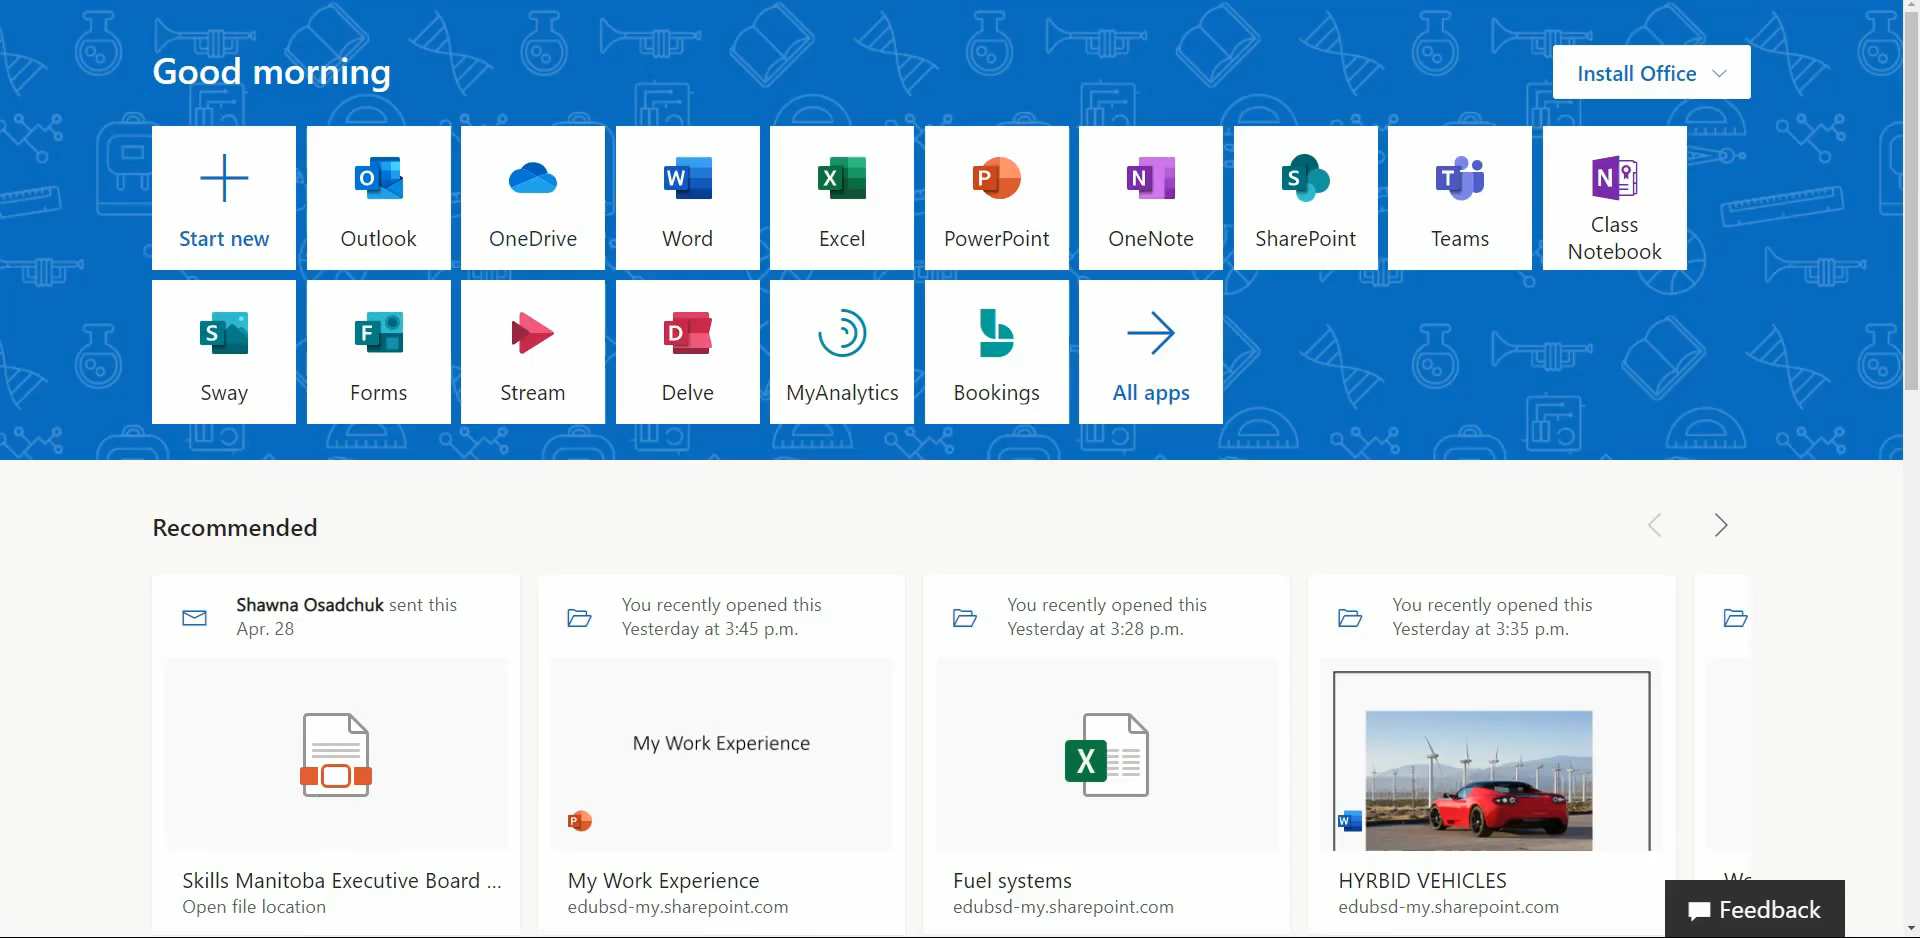 Good morning
Install Office
Start new
Outlook
OneDrive
Word
Excel
PowerPoint
OneNote
SharePoint
Teams
Class
Notebook
Sway
Forms
Stream
Delve
MyAnalytics
Bookings
All apps
Recommended
Shawna Osadchuk sent this
Apr. 28
You recently opened this
Yesterday at 3:45 p.m.
You recently opened this
Yesterday at 3:28 p.m.
You recently opened this
Yesterday at 3:35 p.m.
My Work Experience
Skills Manitoba Executive Board ...
Open file location
My Work Experience
edubsd-my.sharepoint.com
Fuel systems
edubsd-my.sharepoint.com
HYRBID VEHICLES
edubsd-my.sharepoint.com
Feedback